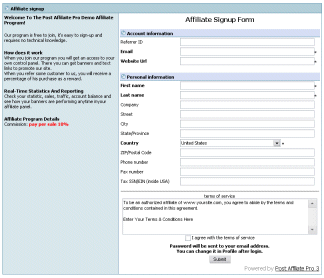 Affiliate signup
Welcome To The Post Affiliate Pro Demo Affiliate
Program!
Our program is free to join, it's easy to sign-up and
requires no technical knowledge.
How does it work
When you join our program you will get an access to your
own control panel. There you can get banners and text
links to promote our site.
When you refer some customer to us, you will receive a
percentage of his purchase as a reward.
Real-Time Statistics And Reporting
Check your statistic, sales, traffic, account balance and
see how your banners are performing anytime in your
affiliate panel.
Affiliate Program Details
Commission: pay per sale 30%
Affiliate Signup Form
Account information
Referrer ID
Email
Website Url
Personal information
First name
Last name
Company
Street
City
State/Province
Country United States
ZIP/Postal Code
Phone number
Fax number
Tax SSN/EIN (inside USA)
terms of service
To be an authorized affiliate of www.yoursite.com, you agree to abide by the terms and
conditions contained in this agreement.
Enter Your Terms & Conditions Here
I agree with the terms of service
Password will be sent to your email address.
You can change it in Profile after login.
Submit
Powered by Post Affiliate Pro 3